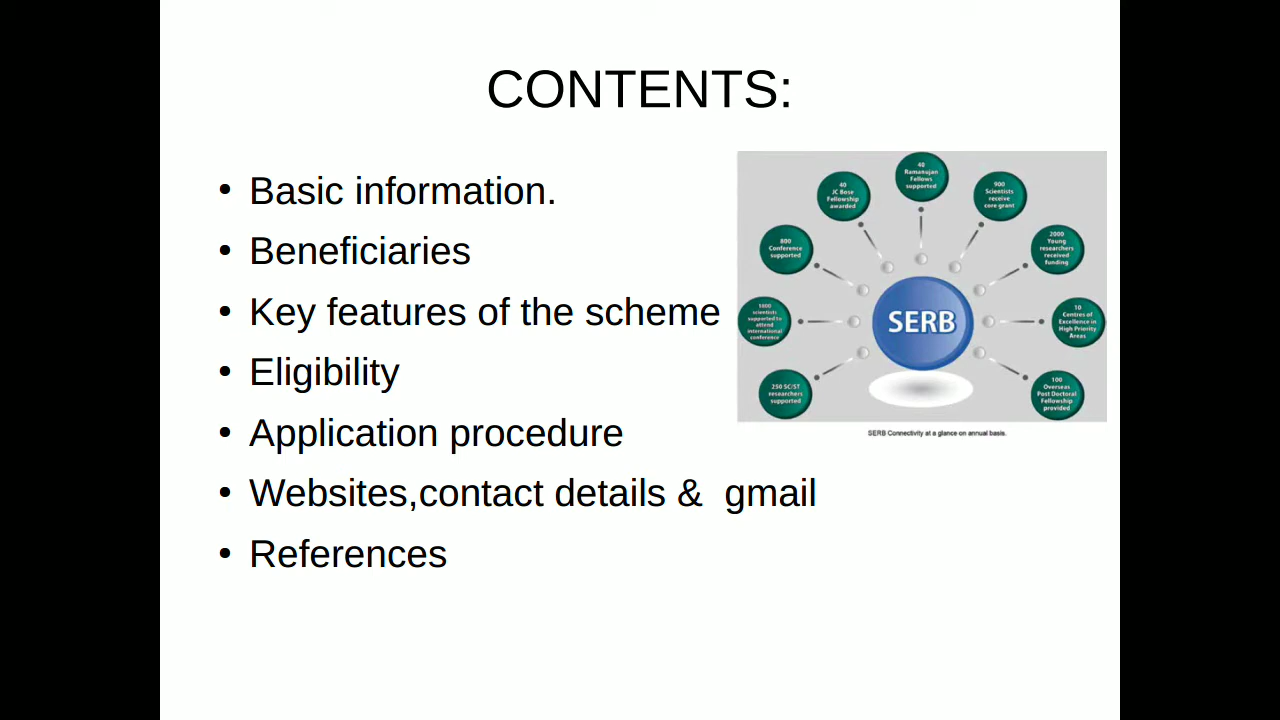 CONTENTS:
Basic information.
Beneficiaries
Key features of the scheme
Eligibility
Application procedure
Websites,contact details &  gmail
References
40
Ramanujan
Fellows
supported
40
JC Bose
Fellowship
awarded
900
Scientists
receive
core grant
800
Conference
supported
2000
Young
researchers
received
funding
scientists
supported to
attend
international
conference
SERB
10
Centres of
Excellence in
High Priority
Areas
250 SC/ST
researchers
supported
100
Overseas
Post Doctoral
Fellowship
provided
SERB Connectivity at a glance on annual basis.